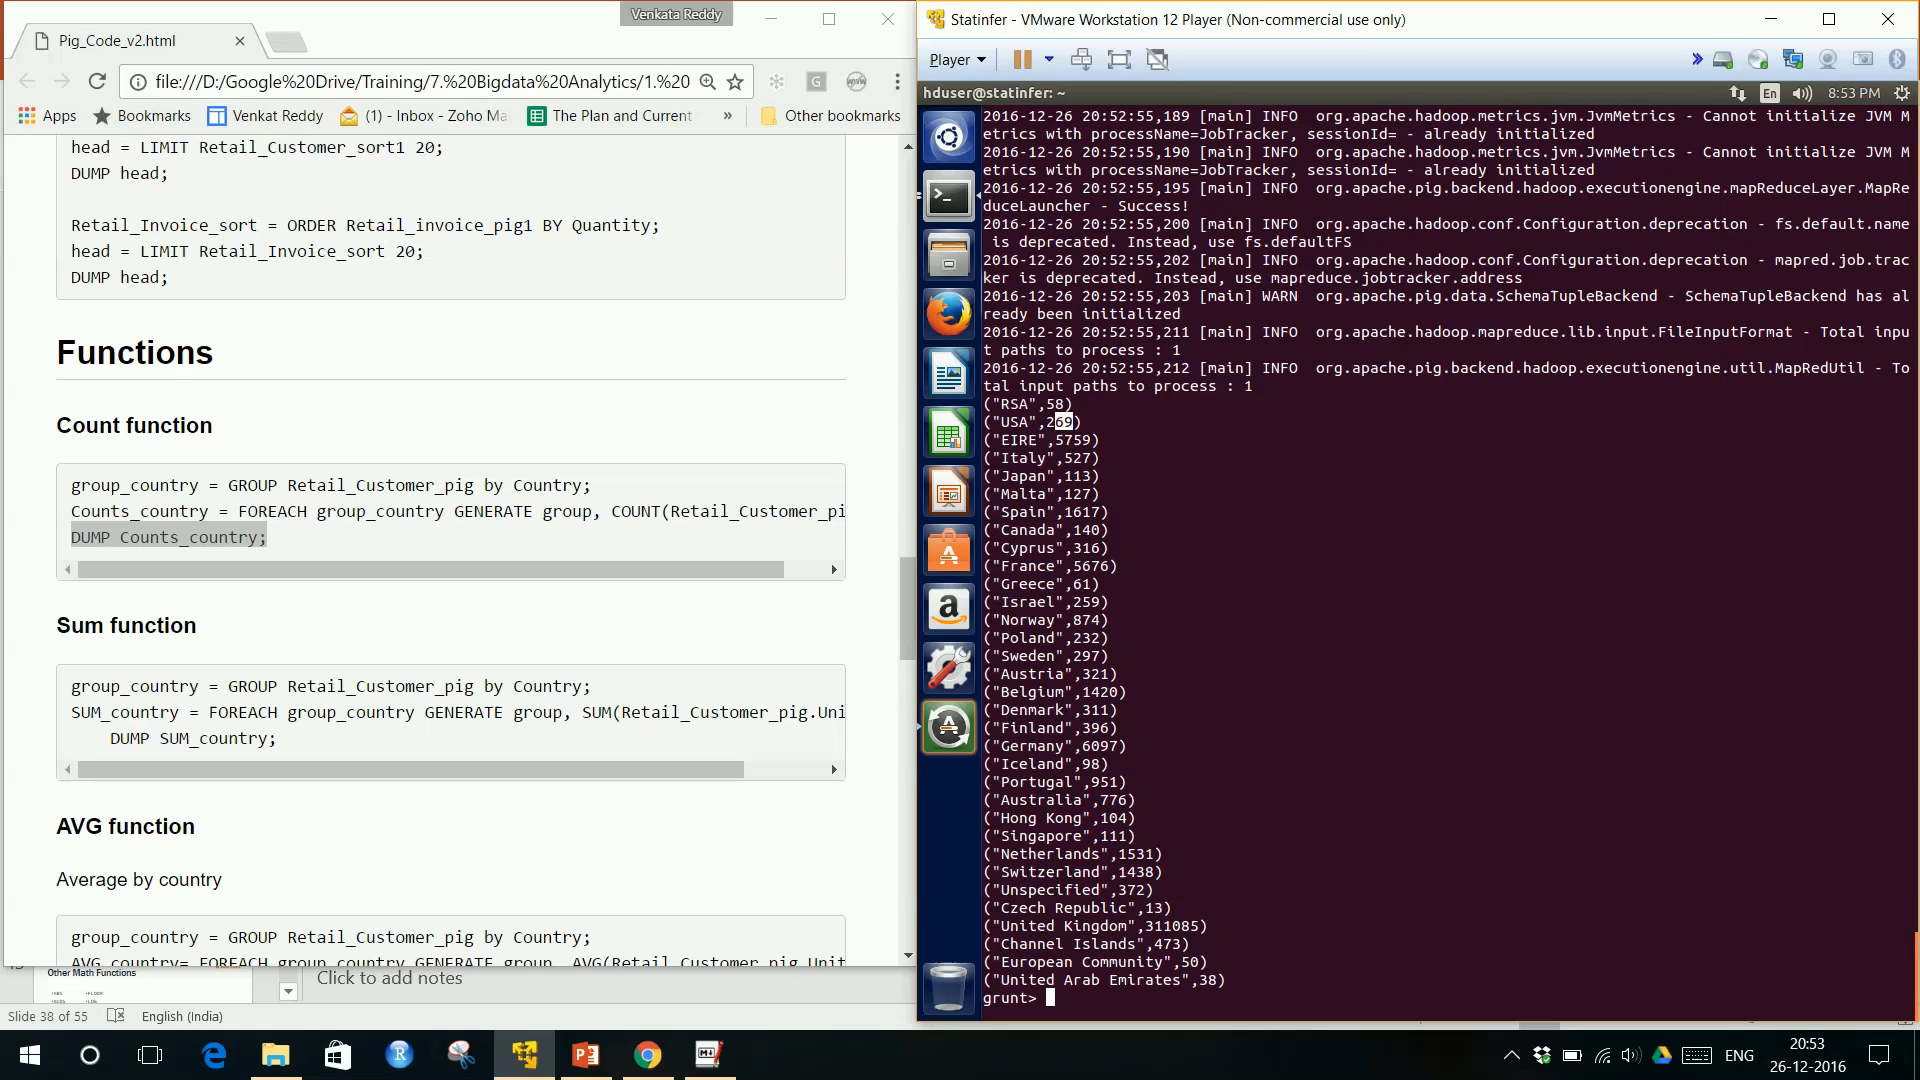 Pig_Code_v2.html
Venkata Reddy
file:///D:/Google%20Drive/Training/7.%20Bigdata%20Analytics/1.%20
Apps
Bookmarks
Venkat Reddy
(1) - Inbox - Zoho Ma
The Plan and Current
»
Other bookmarks
head = LIMIT Retail_Customer_sort1 20;
DUMP head;
Retail_Invoice_sort = ORDER Retail_invoice_pig1 BY Quantity;
head = LIMIT Retail_Invoice_sort 20;
DUMP head;
Functions
Count function
group_country = GROUP Retail_Customer_pig by Country;
Counts_country = FOREACH group_country GENERATE group, COUNT(Retail_Customer_pi
DUMP Counts_country;
Sum function
group_country = GROUP Retail_Customer_pig by Country;
SUM_country = FOREACH group_country GENERATE group, SUM(Retail_Customer_pig.Uni
DUMP SUM_country;
AVG function
Average by country
group_country = GROUP Retail_Customer_pig by Country;
AVG_country= FOREACH group_country GENERATE group, AVG(Retail_Customer_pig.Unit
Other Math Functions
Click to add notes
Slide 38 of 55
English (India)
Statinfer - VMware Workstation 12 Player (Non-commercial use only)
Player
hduser@statinfer: ~
En
8:53 PM
2016-12-26 20:52:55,189 [main] INFO  org.apache.hadoop.metrics.jvm.JvmMetrics - Cannot initialize JVM M
etrics with processName=JobTracker, sessionId= - already initialized
2016-12-26 20:52:55,190 [main] INFO  org.apache.hadoop.metrics.jvm.JvmMetrics - Cannot initialize JVM M
etrics with processName=JobTracker, sessionId= - already initialized
2016-12-26 20:52:55,195 [main] INFO  org.apache.pig.backend.hadoop.executionengine.mapReduceLayer.MapRe
duceLauncher - Success!
2016-12-26 20:52:55,200 [main] INFO  org.apache.hadoop.conf.Configuration.deprecation - fs.default.name
is deprecated. Instead, use fs.defaultFS
2016-12-26 20:52:55,202 [main] INFO  org.apache.hadoop.conf.Configuration.deprecation - mapred.job.trac
ker is deprecated. Instead, use mapreduce.jobtracker.address
2016-12-26 20:52:55,203 [main] WARN  org.apache.pig.data.SchemaTupleBackend - SchemaTupleBackend has al
ready been initialized
2016-12-26 20:52:55,211 [main] INFO  org.apache.hadoop.mapreduce.lib.input.FileInputFormat - Total inpu
t paths to process : 1
2016-12-26 20:52:55,212 [main] INFO  org.apache.pig.backend.hadoop.executionengine.util.MapRedUtil - To
tal input paths to process : 1
("RSA",58)
("USA",269)
("EIRE",5759)
("Italy",527)
("Japan",113)
("Malta",127)
("Spain",1617)
("Canada",140)
("Cyprus",316)
("France",5676)
("Greece",61)
("Israel",259)
("Norway",874)
("Poland",232)
("Sweden",297)
("Austria",321)
("Belgium",1420)
("Denmark",311)
("Finland",396)
("Germany",6097)
("Iceland",98)
("Portugal",951)
("Australia",776)
("Hong Kong",104)
("Singapore",111)
("Netherlands",1531)
("Switzerland",1438)
("Unspecified",372)
("Czech Republic",13)
("United Kingdom",311085)
("Channel Islands",473)
("European Community",50)
("United Arab Emirates",38)
grunt>
ENG
20:53
26-12-2016